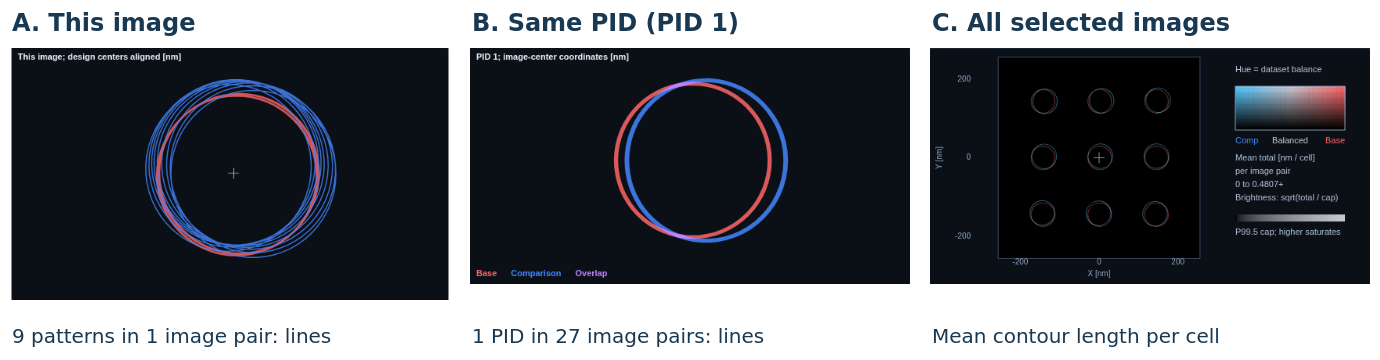 A. This image
This image; design centers aligned [nm]
9 patterns in 1 image pair: lines
B. Same PID (PID 1)
PID 1; image-center coordinates [nm]
Base Comparison Overlap
1 PID in 27 image pairs: lines
C. All selected images
200
0
-200
Y [nm]
-200 0 200
X [nm]
Hue = dataset balance
Comp Balanced Base
Mean total [nm / cell]
per image pair
0 to 0.4807+
Brightness: sqrt(total / cap)
P99.5 cap; higher saturates
Mean contour length per cell